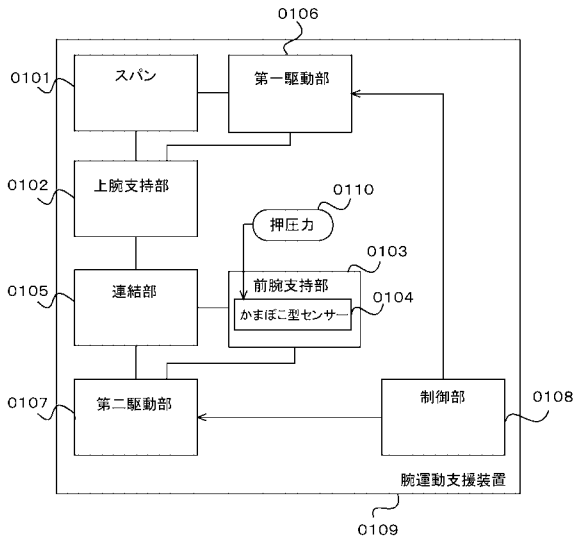 0106
0101
スパン
第一駆動部
0102
上腕支持部
0110
押圧力
0103
0105
連結部
前腕支持部
0104
かまぼこ型センサー
0107
第二駆動部
制御部
0108
腕運動支援装置
0109